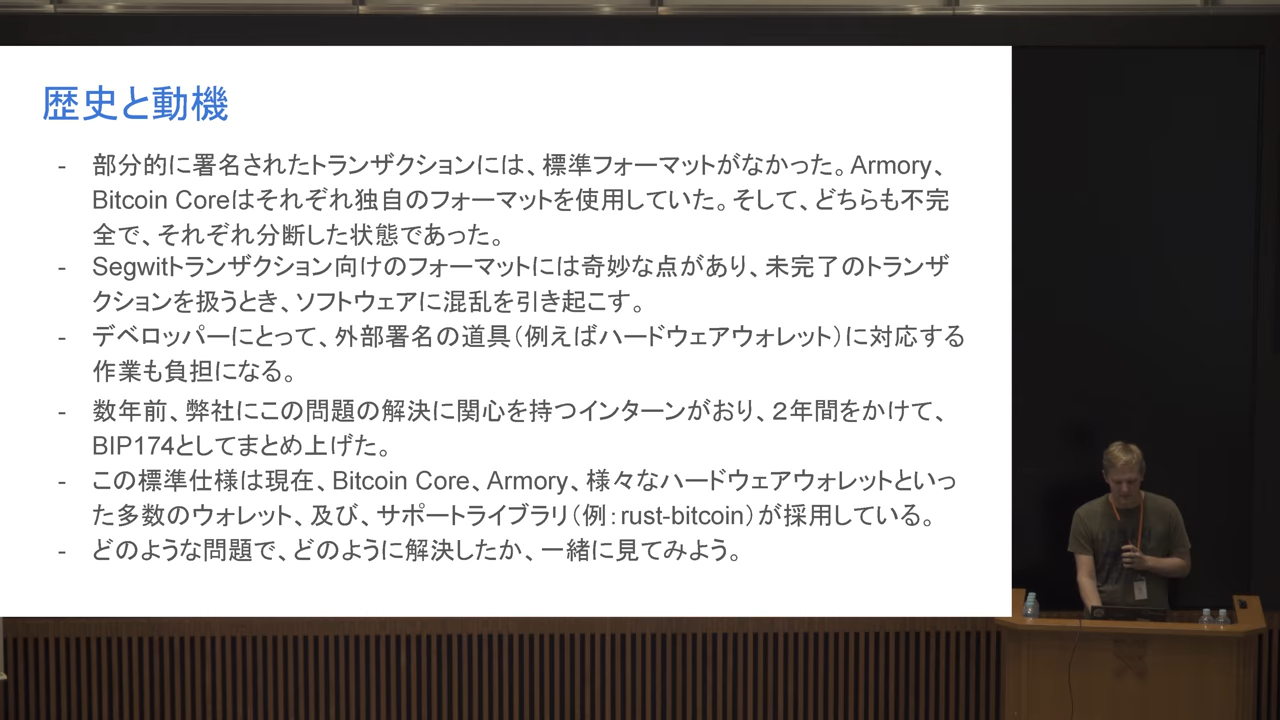 歴史と動機
- 部分的に署名されたトランザクションには、標準フォーマットがなかった。Armory、
Bitcoin Coreはそれぞれ独自のフォーマットを使用していた。そして、どちらも不完
全で、それぞれ分断した状態であった。
- Segwitトランザクション向けのフォーマットには奇妙な点があり、未完了のトランザ
クションを扱うとき、ソフトウェアに混乱を引き起こす。
- デベロッパーにとって、外部署名の道具（例えばハードウェアウォレット）に対応する
作業も負担になる。
- 数年前、弊社にこの問題の解決に関心を持つインターンがおり、２年間をかけて、
BIP174としてまとめ上げた。
- この標準仕様は現在、Bitcoin Core、Armory、様々なハードウェアウォレットといっ
た多数のウォレット、及び、サポートライブラリ（例：rust-bitcoin）が採用している。
- どのような問題で、どのように解決したか、一緒に見てみよう。